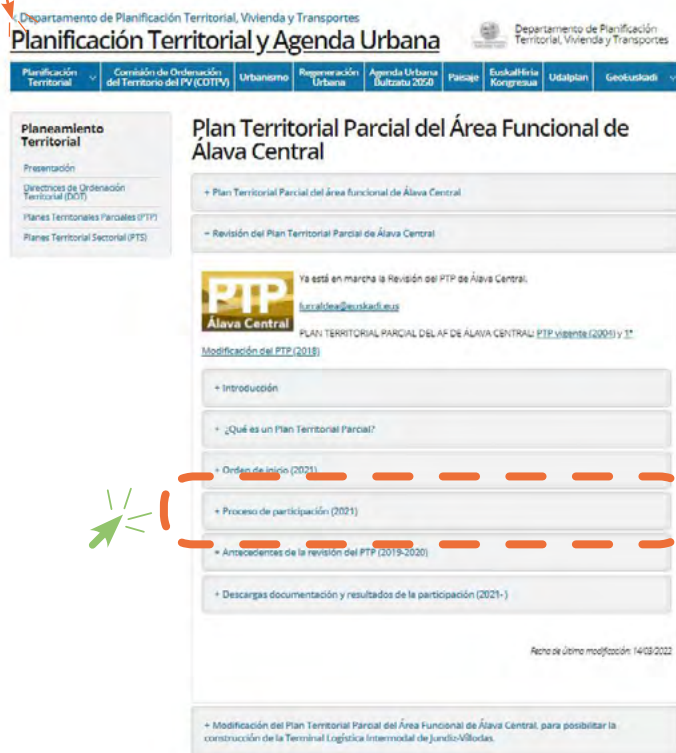 Departamento de Planificación Territorial, Vivienda y Transportes
Planificación Territorial y Agenda Urbana
Departamento de Planificación
Territorial, Vivienda y Transportes
Planificación Territorial
Comisión de Ordenación del Territorio del PV (COTPV)
Urbanismo
Regeneración Urbana
Agenda Urbana Bultzatu 2050
Paisaje
EuskalHiria Kongresua
Udalplan
GeoEuskadi
Planeamiento
Territorial
Presentación
Directrices de Ordenación
Territorial (DOT)
Planes Territoriales Parciales (PTP)
Planes Territorial Sectorial (PTS)
Plan Territorial Parcial del Área Funcional de
Álava Central
+ Plan Territorial Parcial del área funcional de Álava Central
− Revisión del Plan Territorial Parcial de Álava Central
PTP
Álava Central
Ya está en marcha la Revisión del PTP de Álava Central.
lurraldea@euskadi.eus
PLAN TERRITORIAL PARCIAL DEL AF DE ÁLAVA CENTRAL: PTP vigente (2004) y 1ª
Modificación del PTP (2018)
+ Introducción
+ ¿Qué es un Plan Territorial Parcial?
+ Orden de inicio (2021)
+ Proceso de participación (2021)
+ Antecedentes de la revisión del PTP (2019-2020)
+ Descargas documentación y resultados de la participación (2021-)
Fecha de última modificación: 14/03/2022
+ Modificación del Plan Territorial Parcial del Área Funcional de Álava Central, para posibilitar la
construcción de la Terminal Logística Intermodal de Jundiz-Villodas.